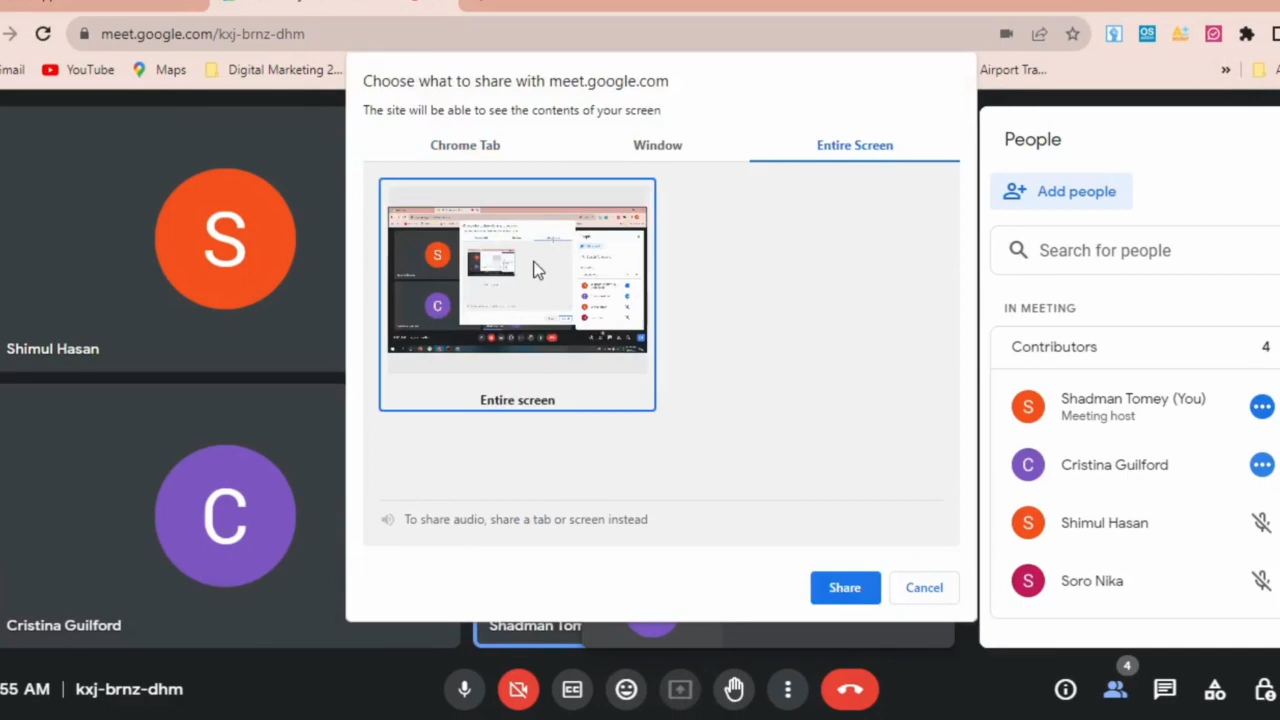 meet.google.com/kxj-brnz-dhm
OS
YouTube
Maps
Digital Marketing 2...
Airport Tra...
»
Choose what to share with meet.google.com
The site will be able to see the contents of your screen
Chrome Tab
Window
Entire Screen
Entire screen
To share audio, share a tab or screen instead
Share
Cancel
S
Shimul Hasan
C
Cristina Guilford
People
Add people
Search for people
IN MEETING
Contributors
4
S
Shadman Tomey (You)
Meeting host
C
Cristina Guilford
S
Shimul Hasan
S
Soro Nika
55 AM | kxj-brnz-dhm
CC
4